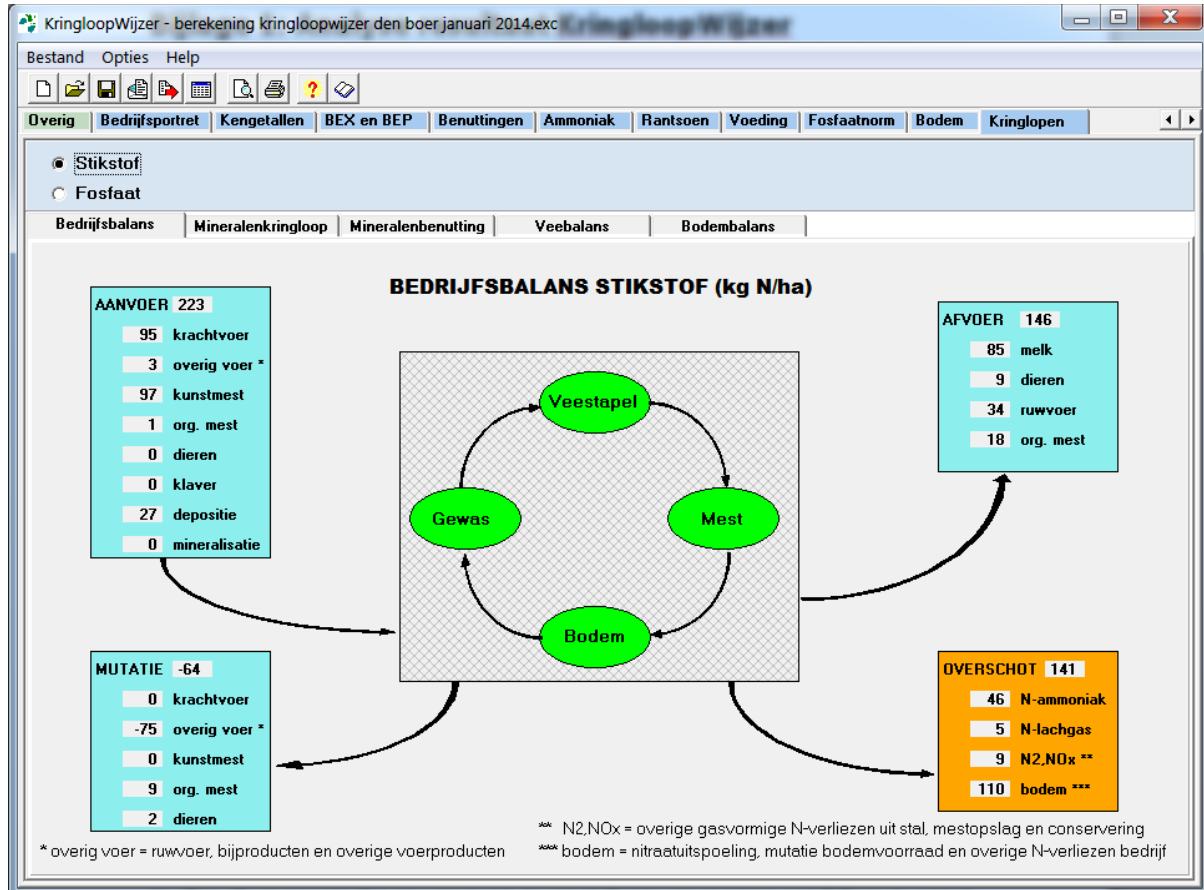 KringloopWijzer - berekening kringloopwijzer den boer januari 2014.exc
Bestand Opties Help
Overig Bedrijfsportret Kengetallen BEX en BEP Benuttingen Ammoniak Rantsoen Voeding Fosfaatnorm Bodem Kringlopen
Stikstof
Fosfaat
Bedrijfsbalans Mineralenkringloop Mineralenbenutting Veebalans Bodembalans
BEDRIJFSBALANS STIKSTOF (kg N/ha)
AANVOER 223
95 krachtvoer
3 overig voer *
97 kunstmest
1 org. mest
0 dieren
0 klaver
27 depositie
0 mineralisatie
Veestapel
Gewas
Mest
Bodem
AFVOER 146
85 melk
9 dieren
34 ruwvoer
18 org. mest
MUTATIE -64
0 krachtvoer
-75 overig voer *
0 kunstmest
9 org. mest
2 dieren
OVERSCHOT 141
46 N-ammoniak
5 N-lachgas
9 N2,NOx **
110 bodem ***
* overig voer = ruwvoer, bijproducten en overige voerproducten
** N2,NOx = overige gasvormige N-verliezen uit stal, mestopslag en conservering
*** bodem = nitraatuitspoeling, mutatie bodemvoorraad en overige N-verliezen bedrijf